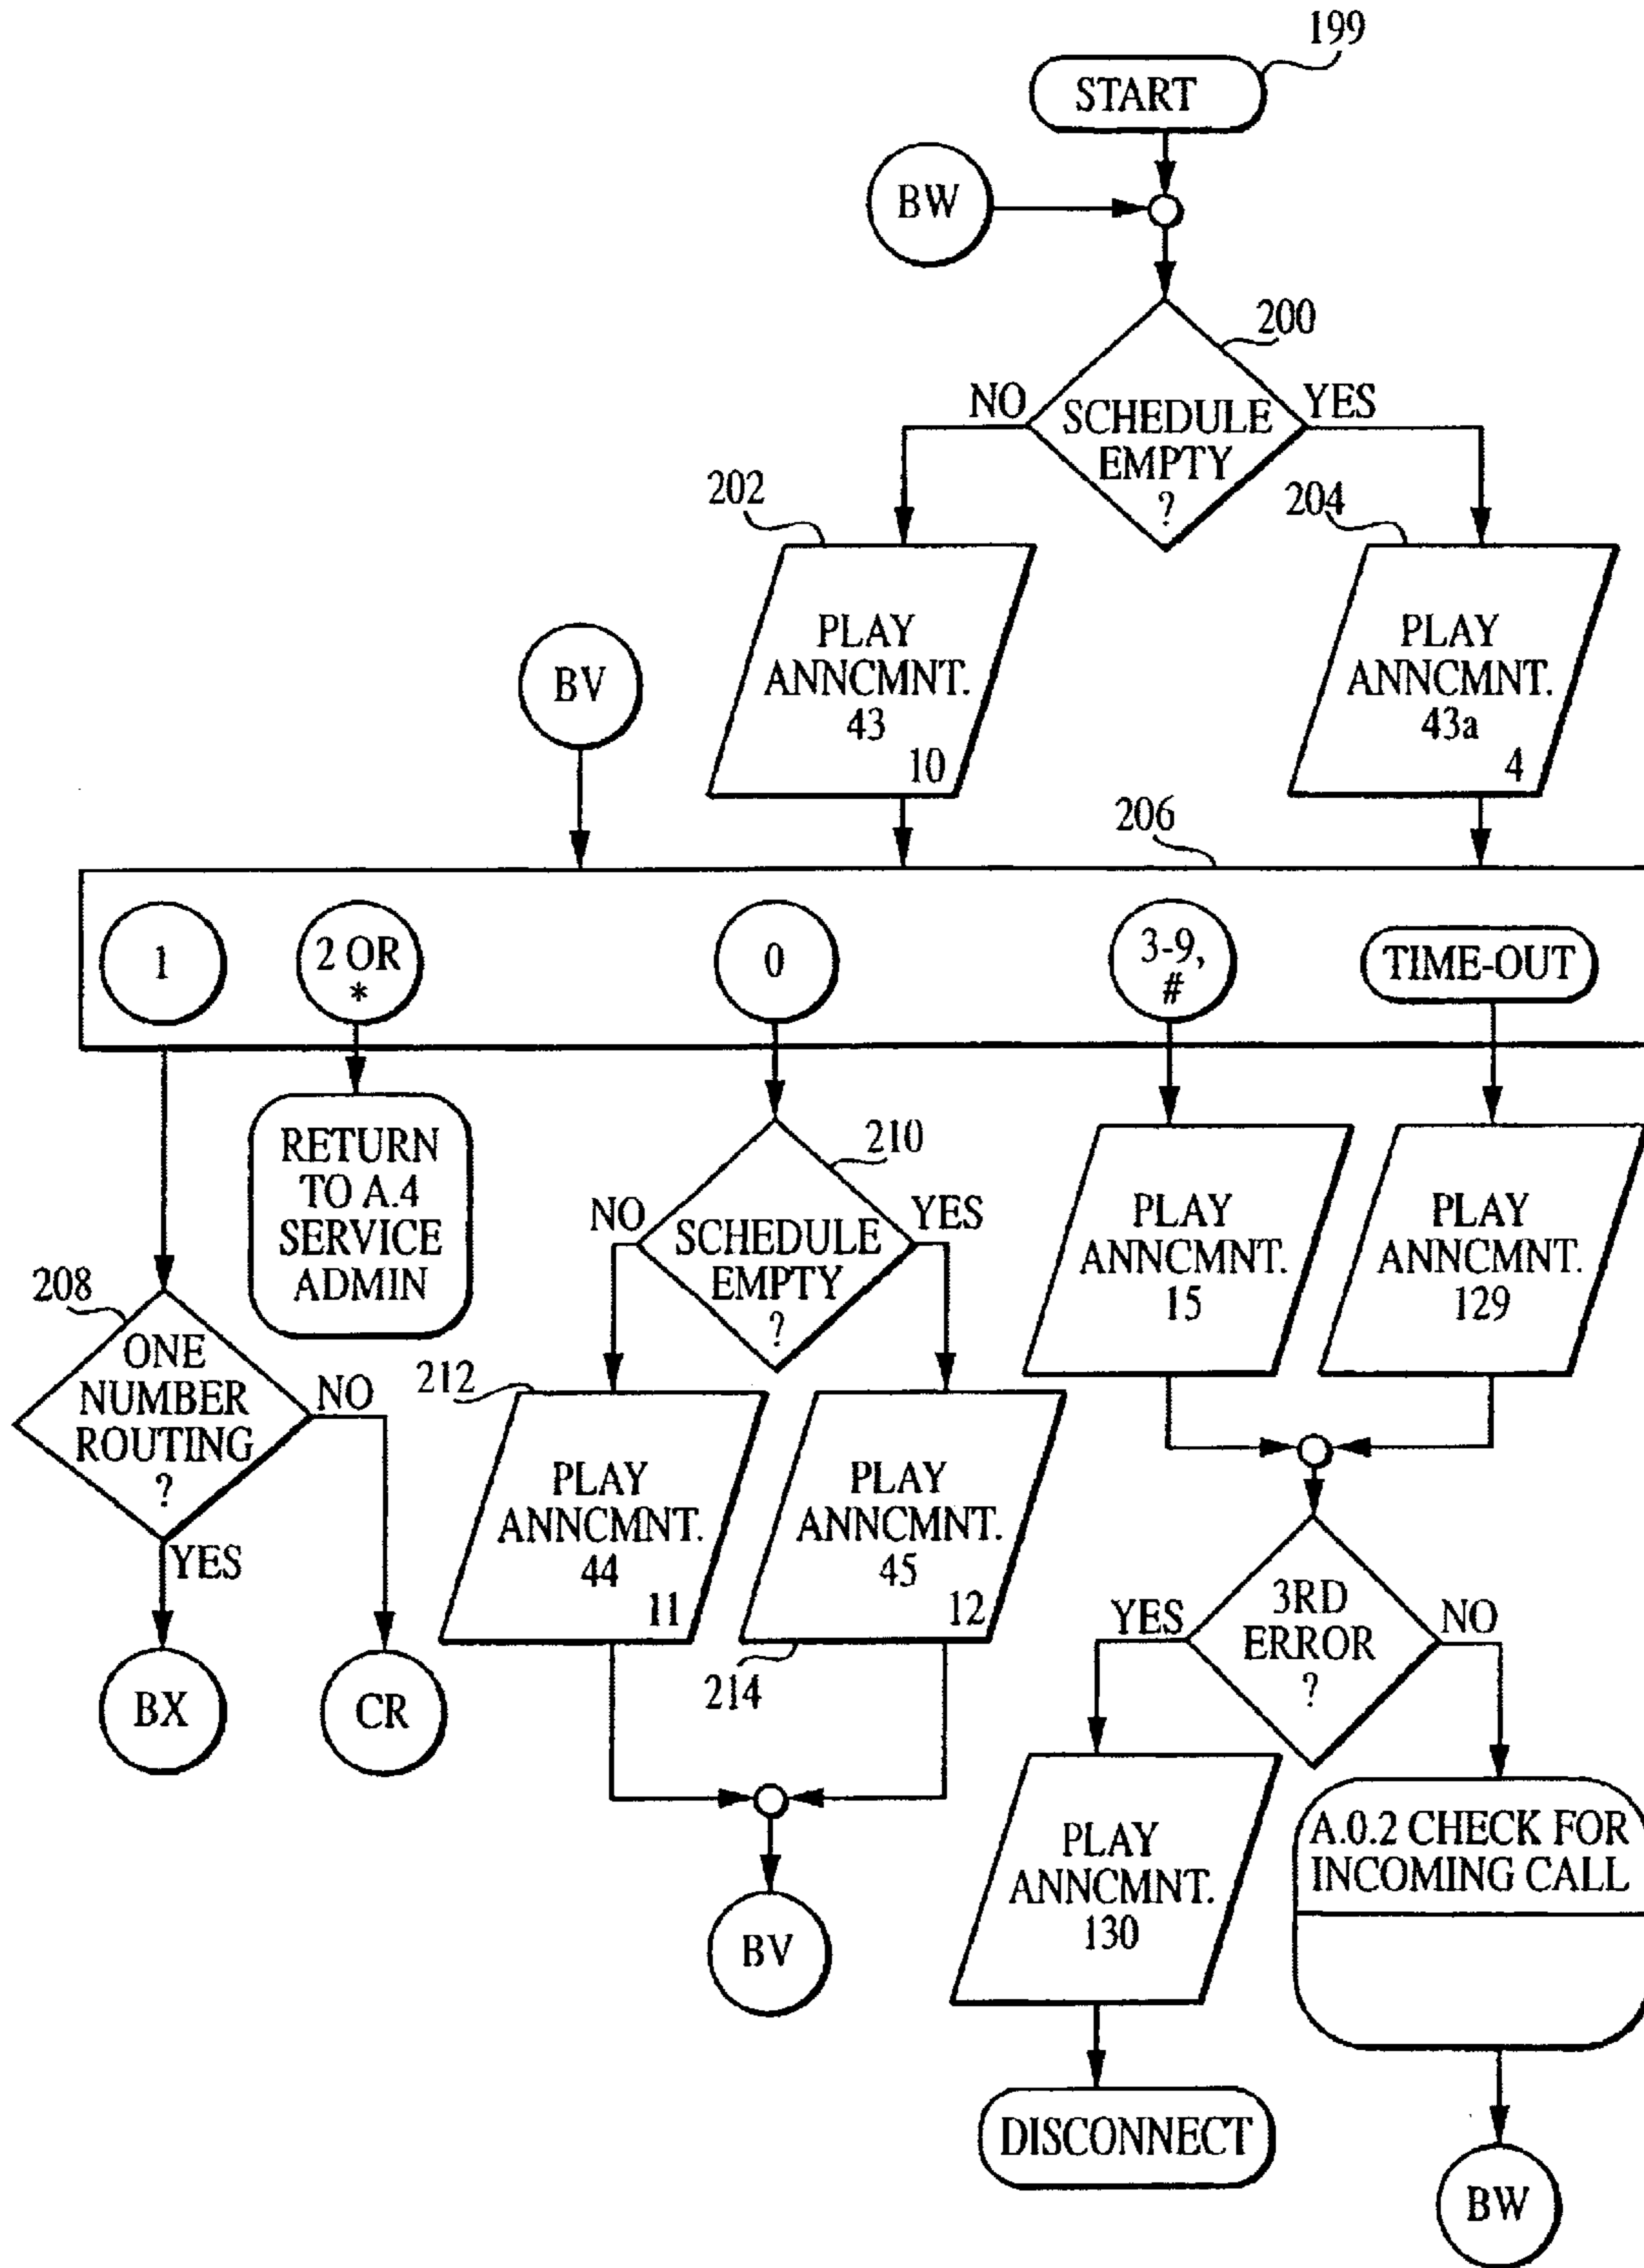 199
START
BW
200
NO
YES
SCHEDULE
EMPTY
?
202
204
PLAY
ANNCMNT.
43
10
PLAY
ANNCMNT.
43a
4
BV
206
1
2 OR
*
0
3-9,
#
TIME-OUT
RETURN
TO A.4
SERVICE
ADMIN
210
NO
YES
SCHEDULE
EMPTY
?
PLAY
ANNCMNT.
15
PLAY
ANNCMNT.
129
208
ONE
NUMBER
ROUTING
?
NO
YES
212
PLAY
ANNCMNT.
44
11
PLAY
ANNCMNT.
45
12
214
YES
3RD
ERROR
?
NO
BX
CR
BV
PLAY
ANNCMNT.
130
A.0.2 CHECK FOR
INCOMING CALL
DISCONNECT
BW